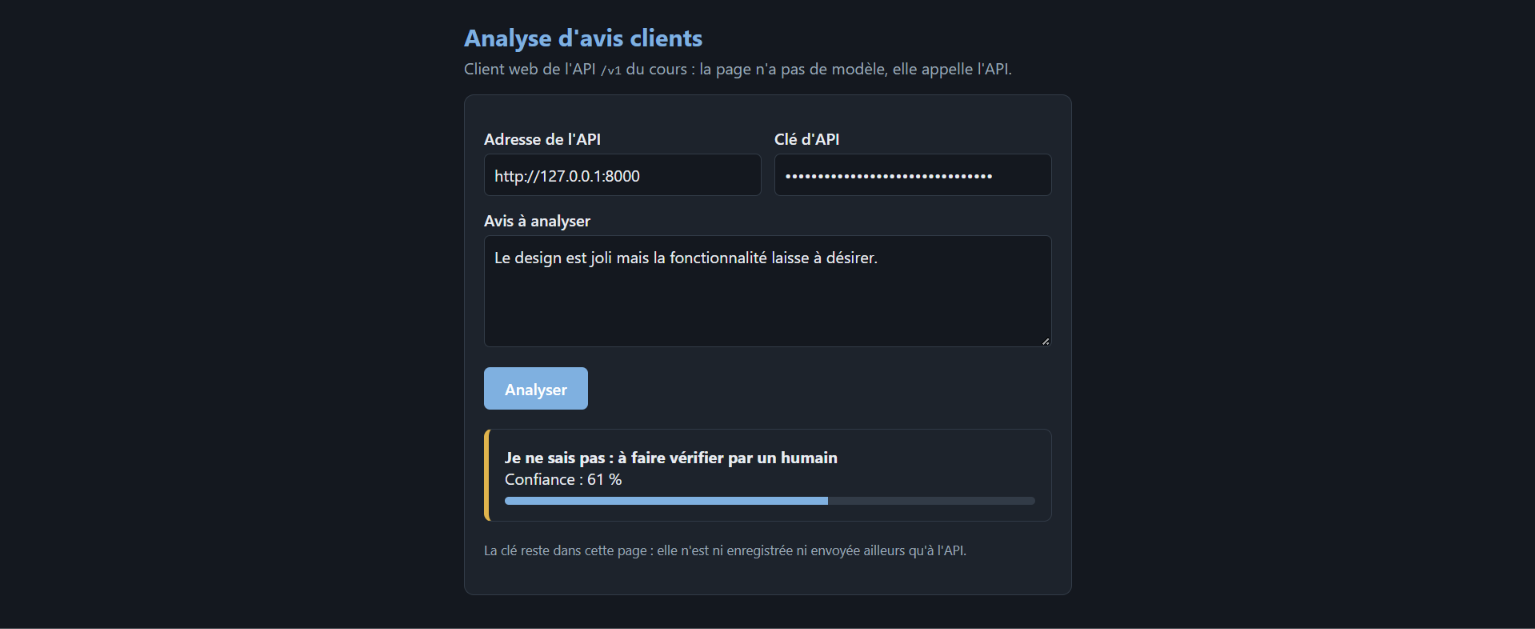 Analyse d'avis clients
Client web de l'API /v1 du cours : la page n'a pas de modèle, elle appelle l'API.
Adresse de l'API
Clé d'API
http://127.0.0.1:8000
••••••••••••••••••••••••••••••••
Avis à analyser
Le design est joli mais la fonctionnalité laisse à désirer.
Analyser
Je ne sais pas : à faire vérifier par un humain
Confiance : 61 %
La clé reste dans cette page : elle n'est ni enregistrée ni envoyée ailleurs qu'à l'API.